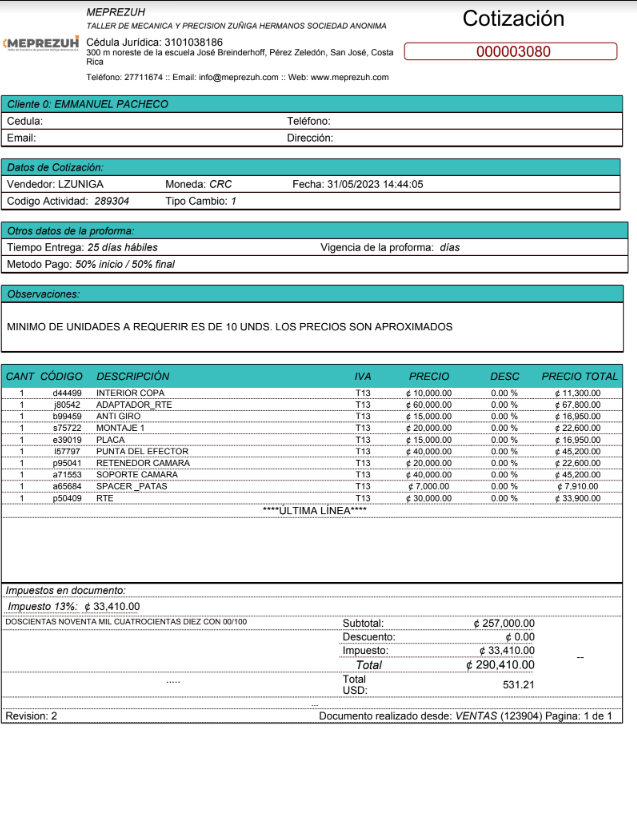 MEPREZUH
TALLER DE MECANICA Y PRECISION ZUÑIGA HERMANOS SOCIEDAD ANONIMA
Cotización
MEPREZUH
Cédula Jurídica: 3101038186
000003080
300 m noreste de la escuela José Breinderhoff, Pérez Zeledón, San José, Costa
Rica
Teléfono: 27711674 :: Email: info@meprezuh.com :: Web: www.meprezuh.com
Cliente 0: EMMANUEL PACHECO
Cedula: Teléfono:
Email: Dirección:
Datos de Cotización:
Vendedor: LZUNIGA Moneda: CRC Fecha: 31/05/2023 14:44:05
Codigo Actividad: 289304 Tipo Cambio: 1
Otros datos de la proforma:
Tiempo Entrega: 25 días hábiles Vigencia de la proforma: días
Metodo Pago: 50% inicio / 50% final
Observaciones:
MINIMO DE UNIDADES A REQUERIR ES DE 10 UNDS. LOS PRECIOS SON APROXIMADOS
CANT CÓDIGO DESCRIPCIÓN IVA PRECIO DESC PRECIO TOTAL
1 d44499 INTERIOR COPA T13 ¢ 10,000.00 0.00 % ¢ 11,300.00
1 j80542 ADAPTADOR_RTE T13 ¢ 60,000.00 0.00 % ¢ 67,800.00
1 b99459 ANTI GIRO T13 ¢ 15,000.00 0.00 % ¢ 16,950.00
1 s75722 MONTAJE 1 T13 ¢ 20,000.00 0.00 % ¢ 22,600.00
1 e39019 PLACA T13 ¢ 15,000.00 0.00 % ¢ 16,950.00
1 l57797 PUNTA DEL EFECTOR T13 ¢ 40,000.00 0.00 % ¢ 45,200.00
1 p95041 RETENEDOR CAMARA T13 ¢ 20,000.00 0.00 % ¢ 22,600.00
1 a71553 SOPORTE CAMARA T13 ¢ 40,000.00 0.00 % ¢ 45,200.00
1 a65684 SPACER _PATAS T13 ¢ 7,000.00 0.00 % ¢ 7,910.00
1 p50409 RTE T13 ¢ 30,000.00 0.00 % ¢ 33,900.00
****ÚLTIMA LÍNEA****
Impuestos en documento:
Impuesto 13%: ¢ 33,410.00
DOSCIENTAS NOVENTA MIL CUATROCIENTAS DIEZ CON 00/100
Subtotal: ¢ 257,000.00
Descuento: ¢ 0.00
Impuesto: ¢ 33,410.00
Total ¢ 290,410.00
--
.....
Total
USD: 531.21
...
Revision: 2 Documento realizado desde: VENTAS (123904) Pagina: 1 de 1